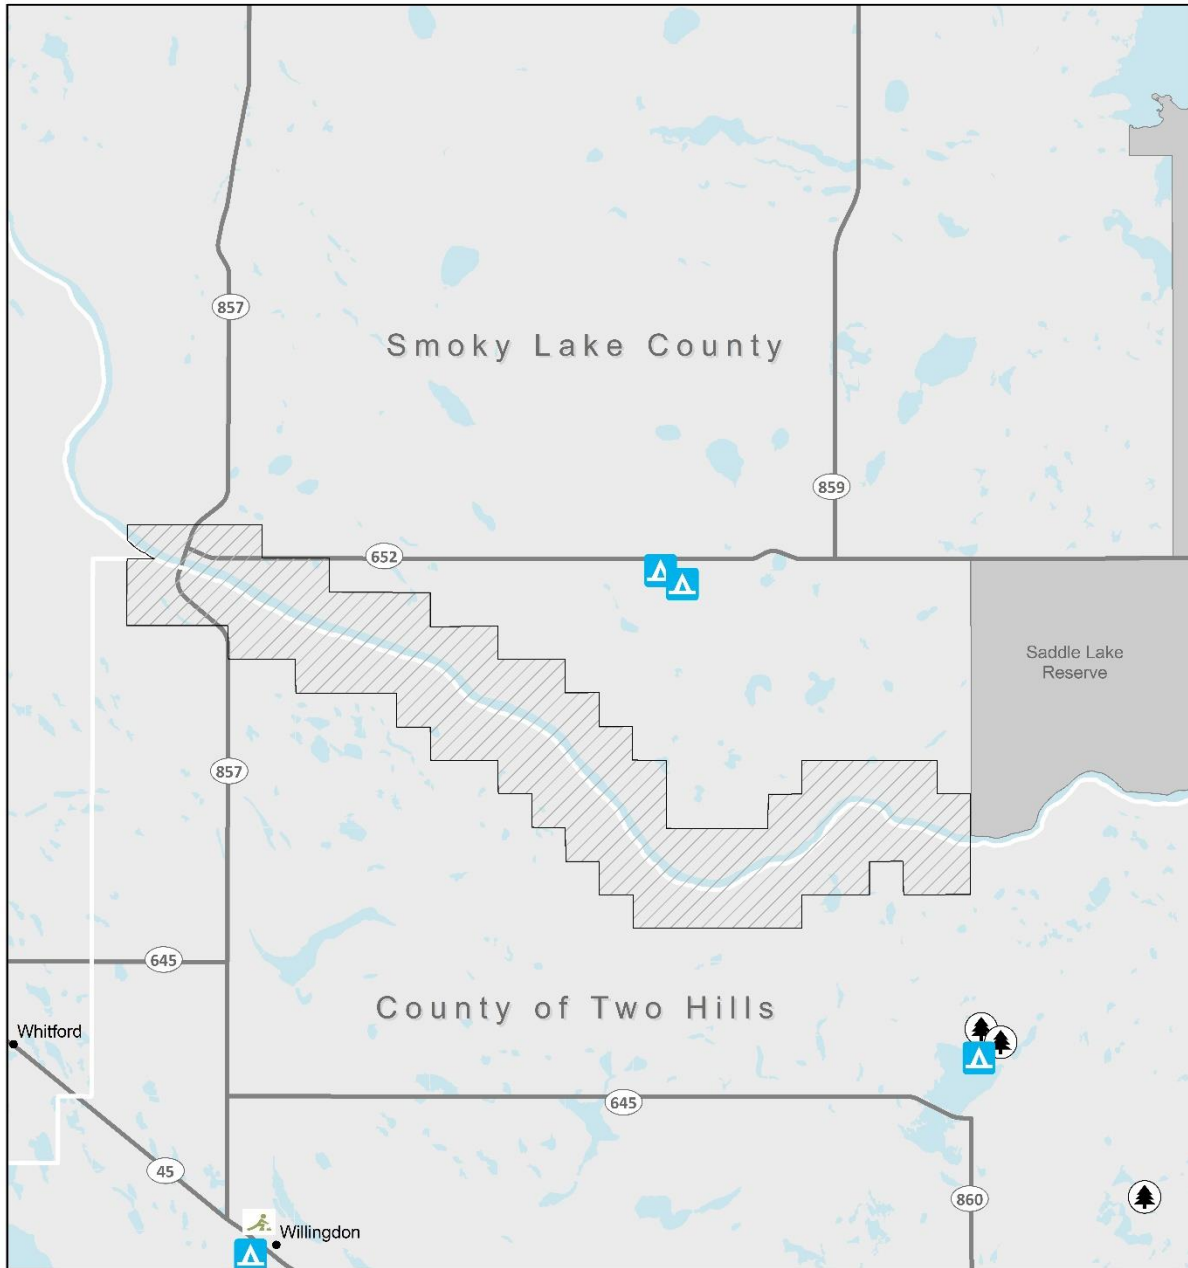 857
Smoky Lake County
859
652
Saddle Lake
Reserve
857
645
County of Two Hills
Whitford
645
45
860
Willingdon